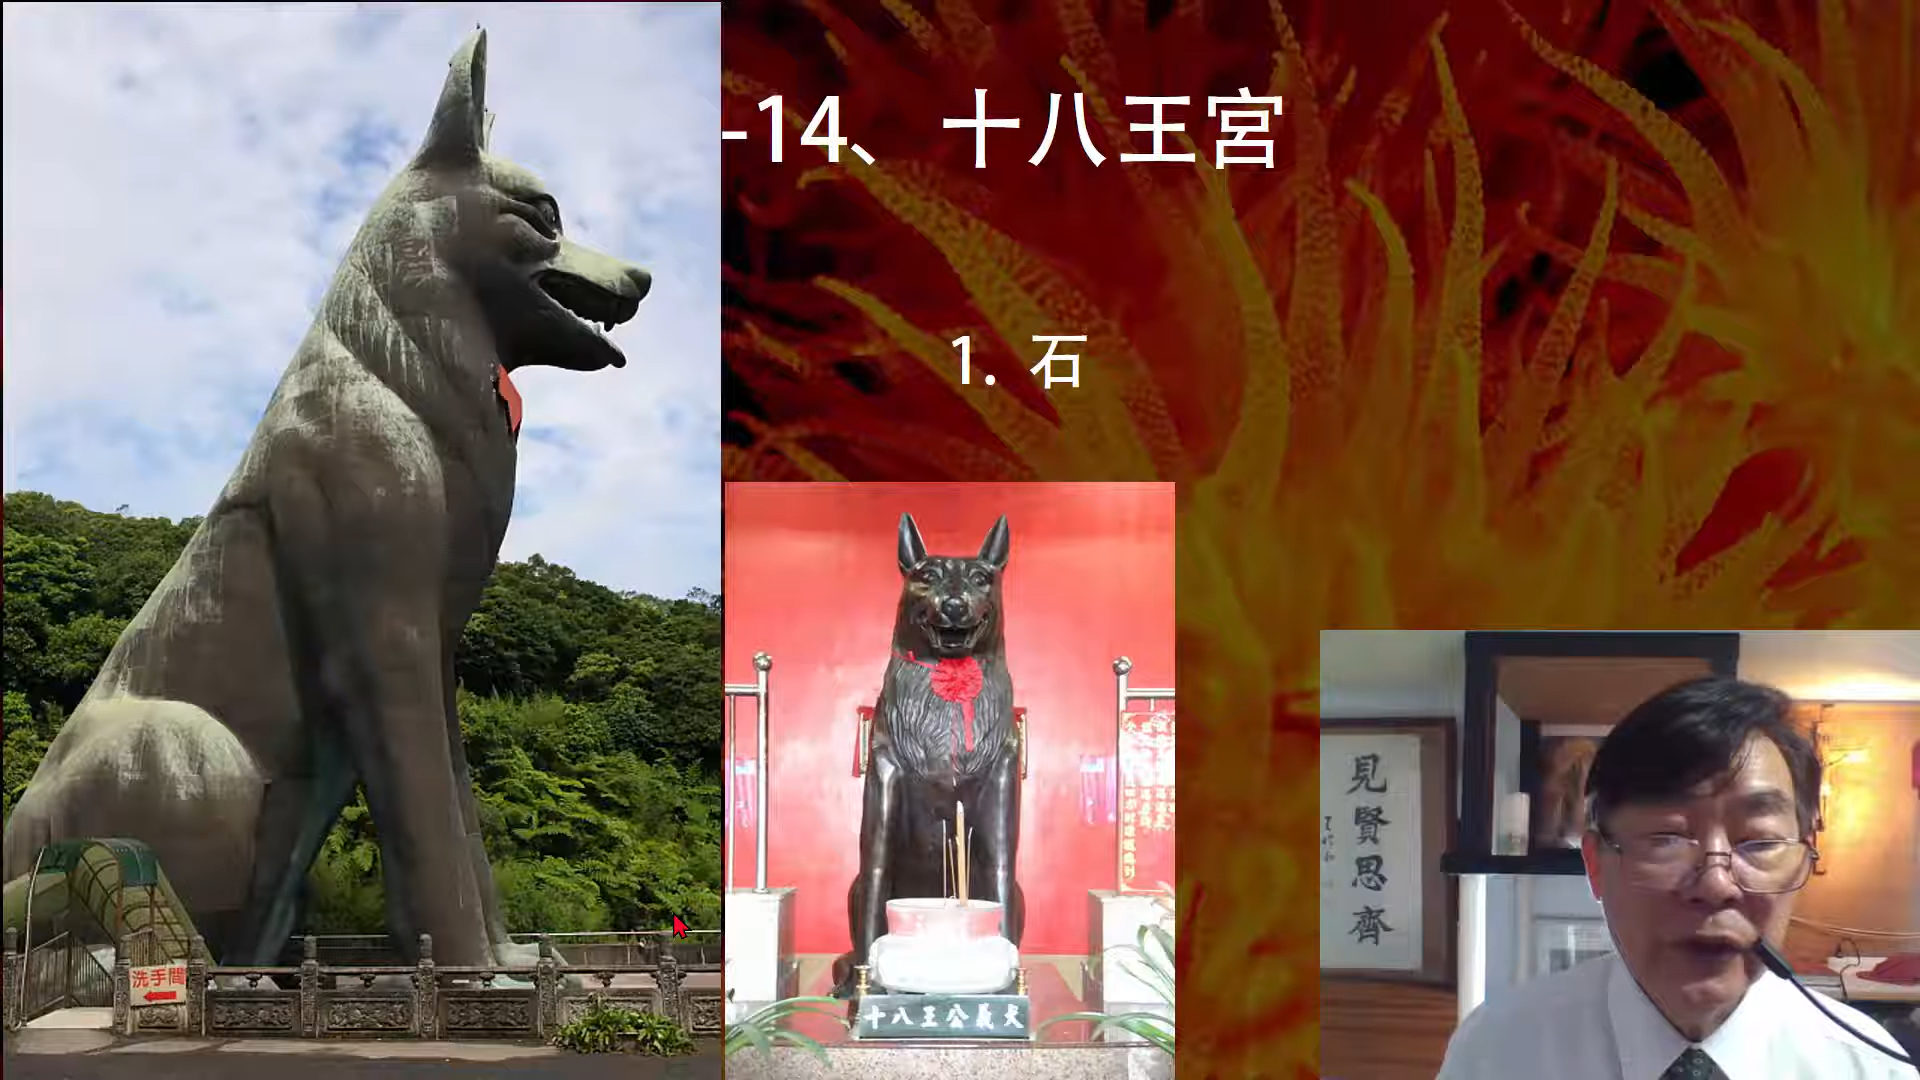 -14、 十八王宮
1. 石
洗手間
十八王公義犬
見賢思齊